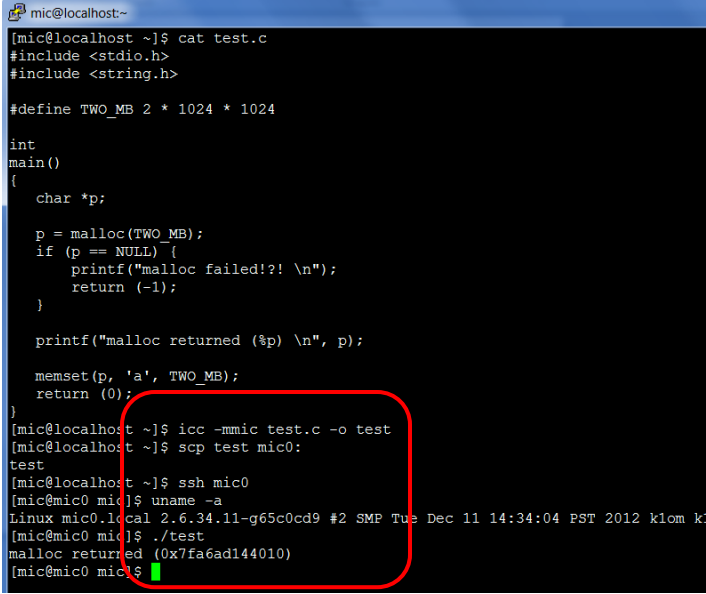 mic@localhost:~
[mic@localhost ~]$ cat test.c
#include <stdio.h>
#include <string.h>
#define TWO_MB 2 * 1024 * 1024
int
main()
{
char *p;
p = malloc(TWO_MB);
if (p == NULL) {
printf("malloc failed!?! \n");
return (-1);
}
printf("malloc returned (%p) \n", p);
memset(p, 'a', TWO_MB);
return (0);
}
[mic@localhost ~]$ icc -mmic test.c -o test
[mic@localhost ~]$ scp test mic0:
test
[mic@localhost ~]$ ssh mic0
[mic@mic0 mic]$ uname -a
Linux mic0.local 2.6.34.11-g65c0cd9 #2 SMP Tue Dec 11 14:34:04 PST 2012 k1om k1
[mic@mic0 mic]$ ./test
malloc returned (0x7fa6ad144010)
[mic@mic0 mic]$